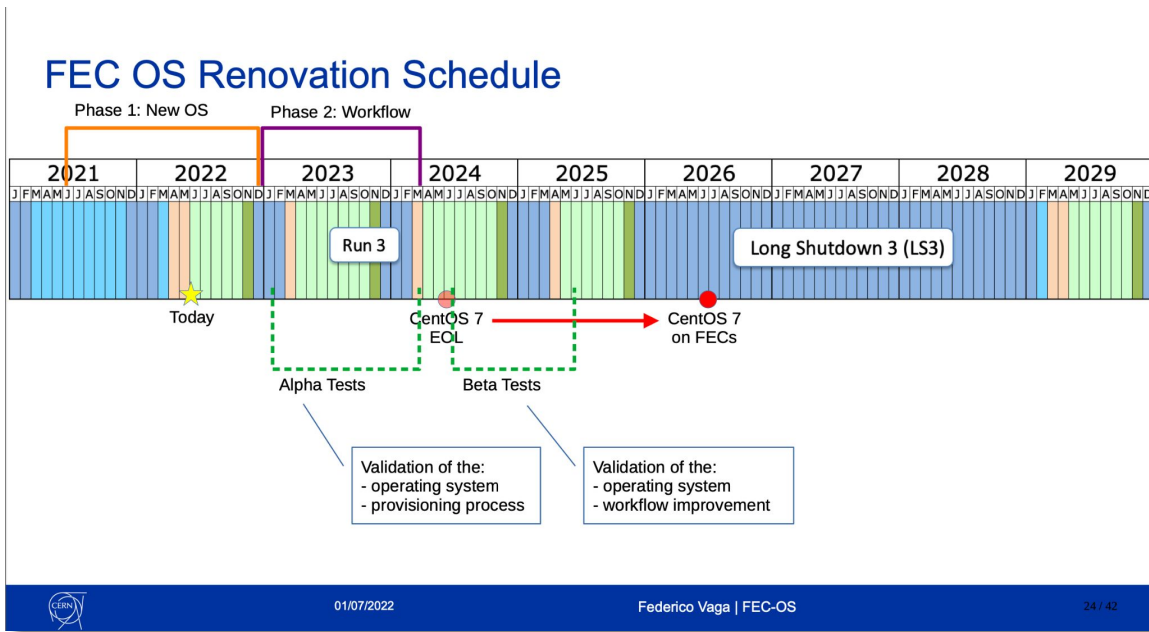 FEC OS Renovation Schedule
Phase 1: New OS
Phase 2: Workflow
2021 2022 2023 2024 2025 2026 2027 2028 2029
J F M A M J J A S O N D J F M A M J J A S O N D J F M A M J J A S O N D J F M A M J J A S O N D J F M A M J J A S O N D J F M A M J J A S O N D J F M A M J J A S O N D J F M A M J J A S O N D J F M A M J J A S O N D
Run 3
Long Shutdown 3 (LS3)
Today
CentOS 7
EOL
CentOS 7
on FECs
Alpha Tests
Beta Tests
Validation of the:
- operating system
- provisioning process
Validation of the:
- operating system
- workflow improvement
CERN
01/07/2022
Federico Vaga | FEC-OS
24 / 42